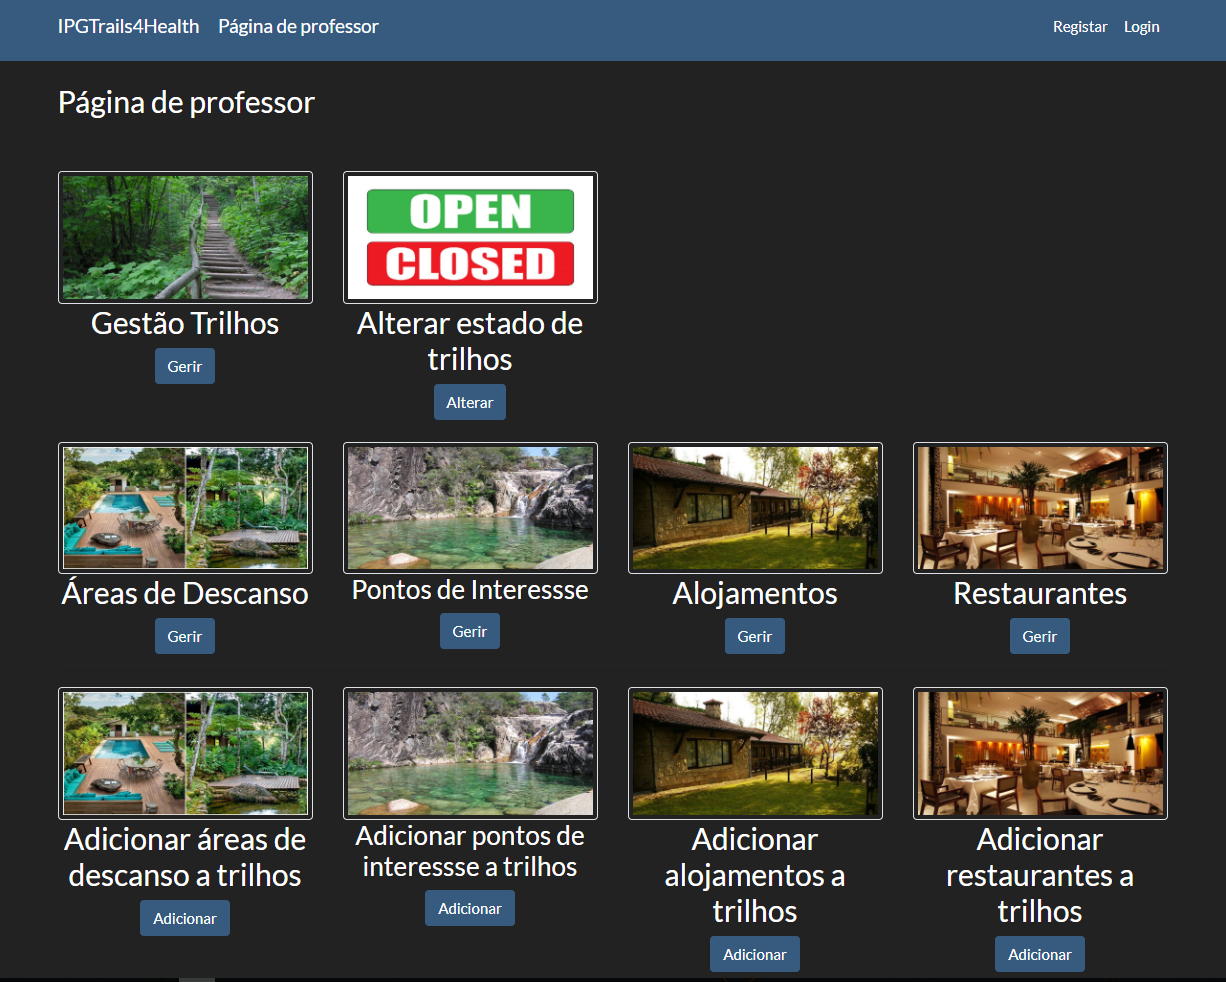 IPGTrails4Health Página de professor Registar Login
Página de professor
OPEN
CLOSED
Gestão Trilhos
Gerir
Alterar estado de
trilhos
Alterar
Áreas de Descanso
Gerir
Pontos de Interessse
Gerir
Alojamentos
Gerir
Restaurantes
Gerir
Adicionar áreas de
descanso a trilhos
Adicionar
Adicionar pontos de
interessse a trilhos
Adicionar
Adicionar
alojamentos a
trilhos
Adicionar
Adicionar
restaurantes a
trilhos
Adicionar